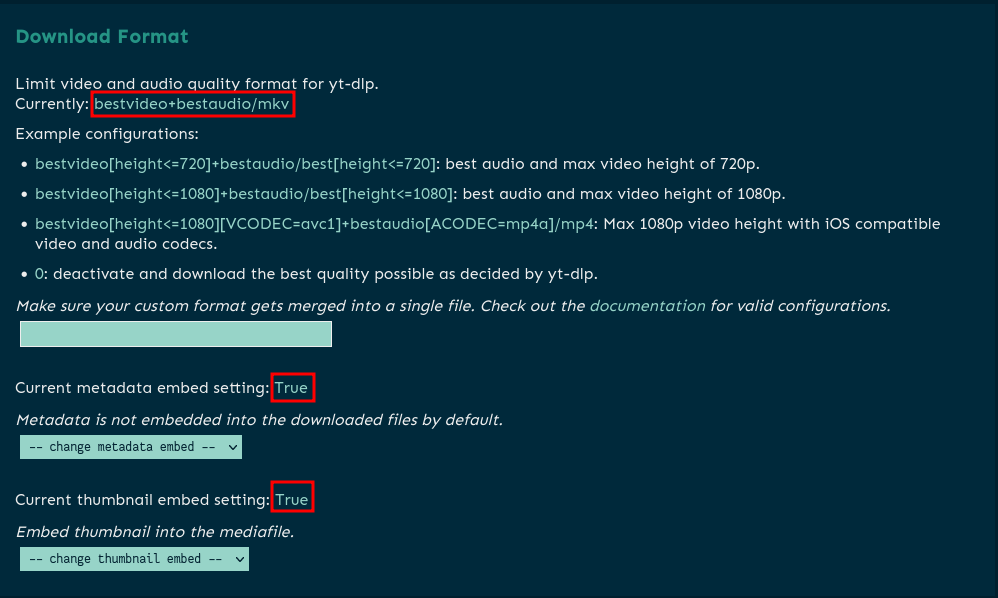 Download Format
Limit video and audio quality format for yt-dlp.
Currently: bestvideo+bestaudio/mkv
Example configurations:
• bestvideo[height<=720]+bestaudio/best[height<=720]: best audio and max video height of 720p.
• bestvideo[height<=1080]+bestaudio/best[height<=1080]: best audio and max video height of 1080p.
• bestvideo[height<=1080][VCODEC=avc1]+bestaudio[ACODEC=mp4a]/mp4: Max 1080p video height with iOS compatible
video and audio codecs.
• 0: deactivate and download the best quality possible as decided by yt-dlp.
Make sure your custom format gets merged into a single file. Check out the documentation for valid configurations.
Current metadata embed setting: True
Metadata is not embedded into the downloaded files by default.
-- change metadata embed --
Current thumbnail embed setting: True
Embed thumbnail into the mediafile.
-- change thumbnail embed --